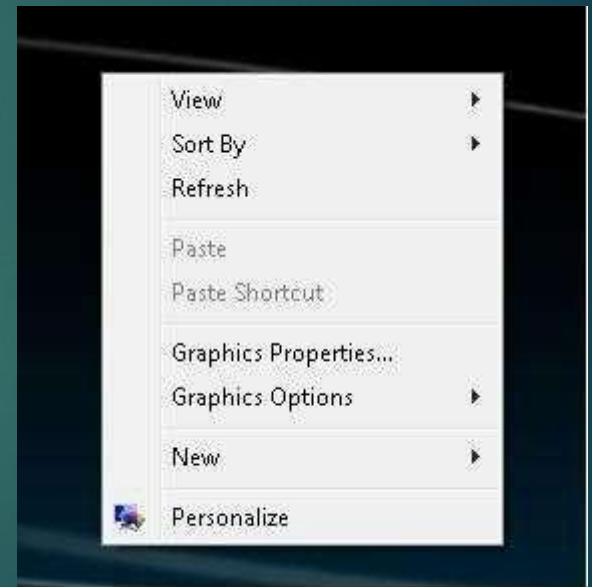 View
Sort By
Refresh
Paste
Paste Shortcut
Graphics Properties...
Graphics Options
New
Personalize